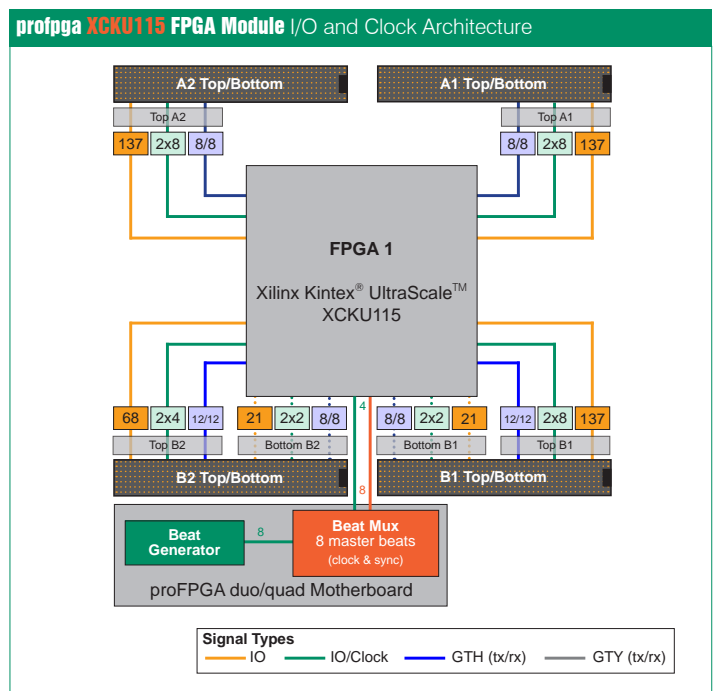 profpga XCKU115 FPGA Module I/O and Clock Architecture
A2 Top/Bottom
A1 Top/Bottom
Top A2
Top A1
137 2x8 8/8
8/8 2x8 137
FPGA 1
Xilinx Kintex® UltraScale™
XCKU115
4
68 2x4 12/12
21 2x2 8/8
8/8 2x2 21
12/12 2x8 137
Top B2
Bottom B2
Bottom B1
Top B1
B2 Top/Bottom
B1 Top/Bottom
8
Beat
Generator
8
Beat Mux
8 master beats
(clock & sync)
proFPGA duo/quad Motherboard
Signal Types
IO
IO/Clock
GTH (tx/rx)
GTY (tx/rx)